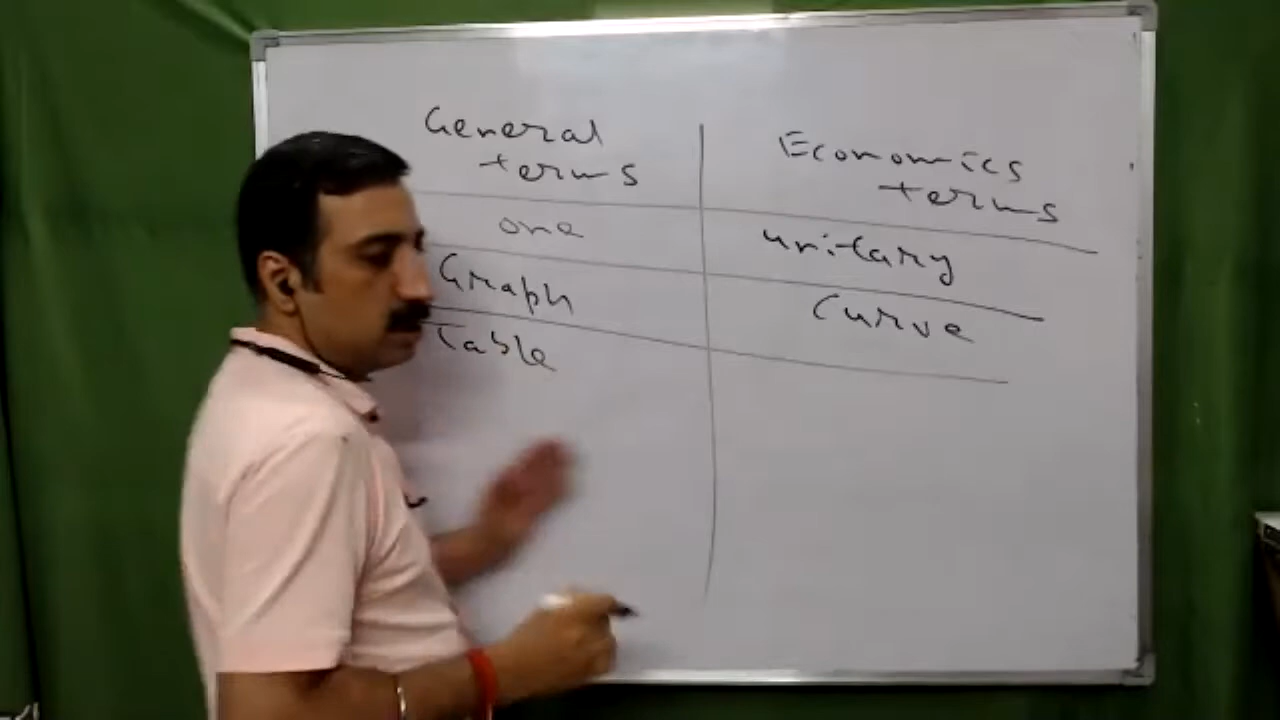 General
terms
Economics
terms
one
unitary
Graph
Curve
Table